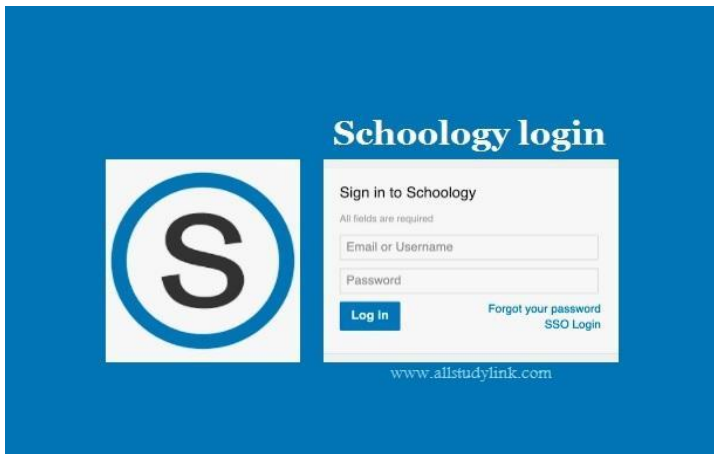 Schoology login
S
Sign in to Schoology
All fields are required
Email or Username
Password
Log in
Forgot your password
SSO Login
www.allstudylink.com